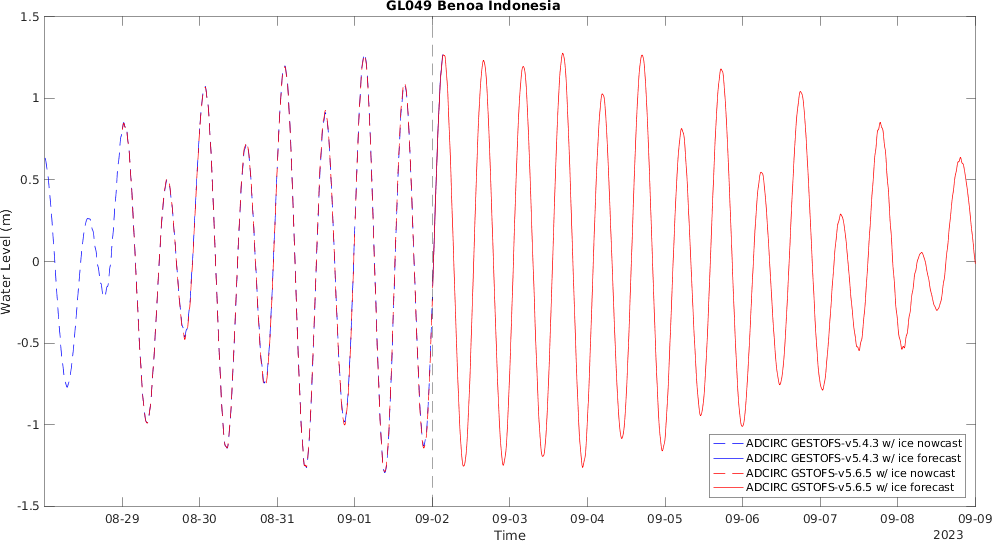 GL049 Benoa Indonesia
1.5
1
0.5
0
-0.5
-1
-1.5
Water Level (m)
08-29 08-30 08-31 09-01 09-02 09-03 09-04 09-05 09-06 09-07 09-08 09-09
Time
2023
ADCIRC GESTOFS-v5.4.3 w/ ice nowcast
ADCIRC GESTOFS-v5.4.3 w/ ice forecast
ADCIRC GSTOFS-v5.6.5 w/ ice nowcast
ADCIRC GSTOFS-v5.6.5 w/ ice forecast